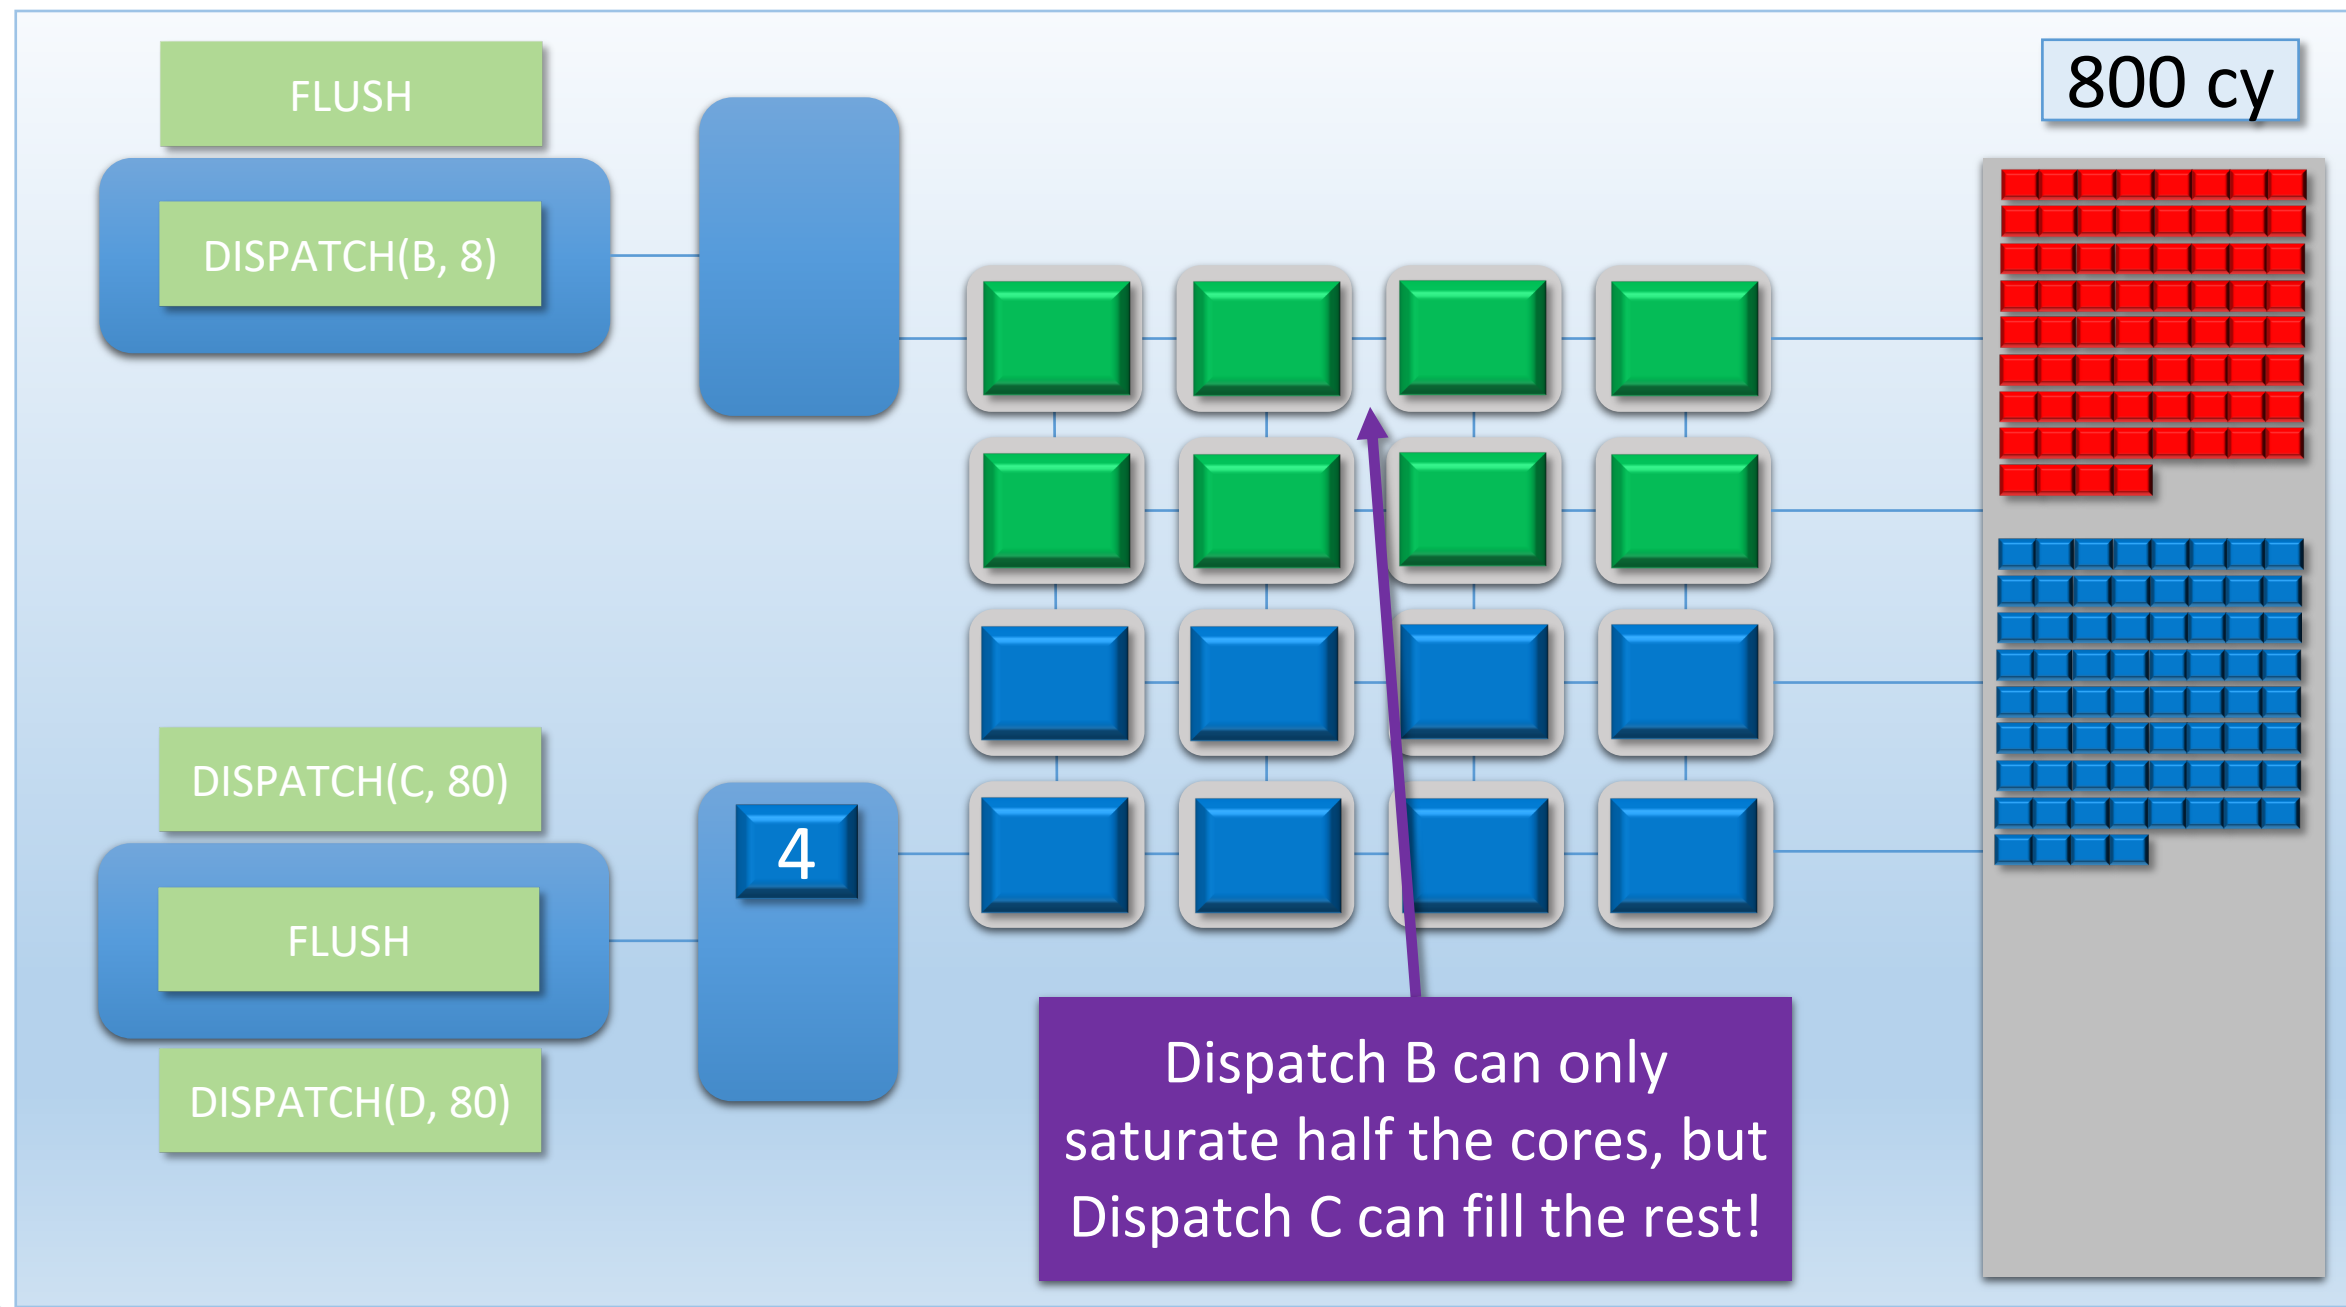 FLUSH
DISPATCH(B, 8)
800 cy
DISPATCH(C, 80)
FLUSH
DISPATCH(D, 80)
4
Dispatch B can only
saturate half the cores, but
Dispatch C can fill the rest!